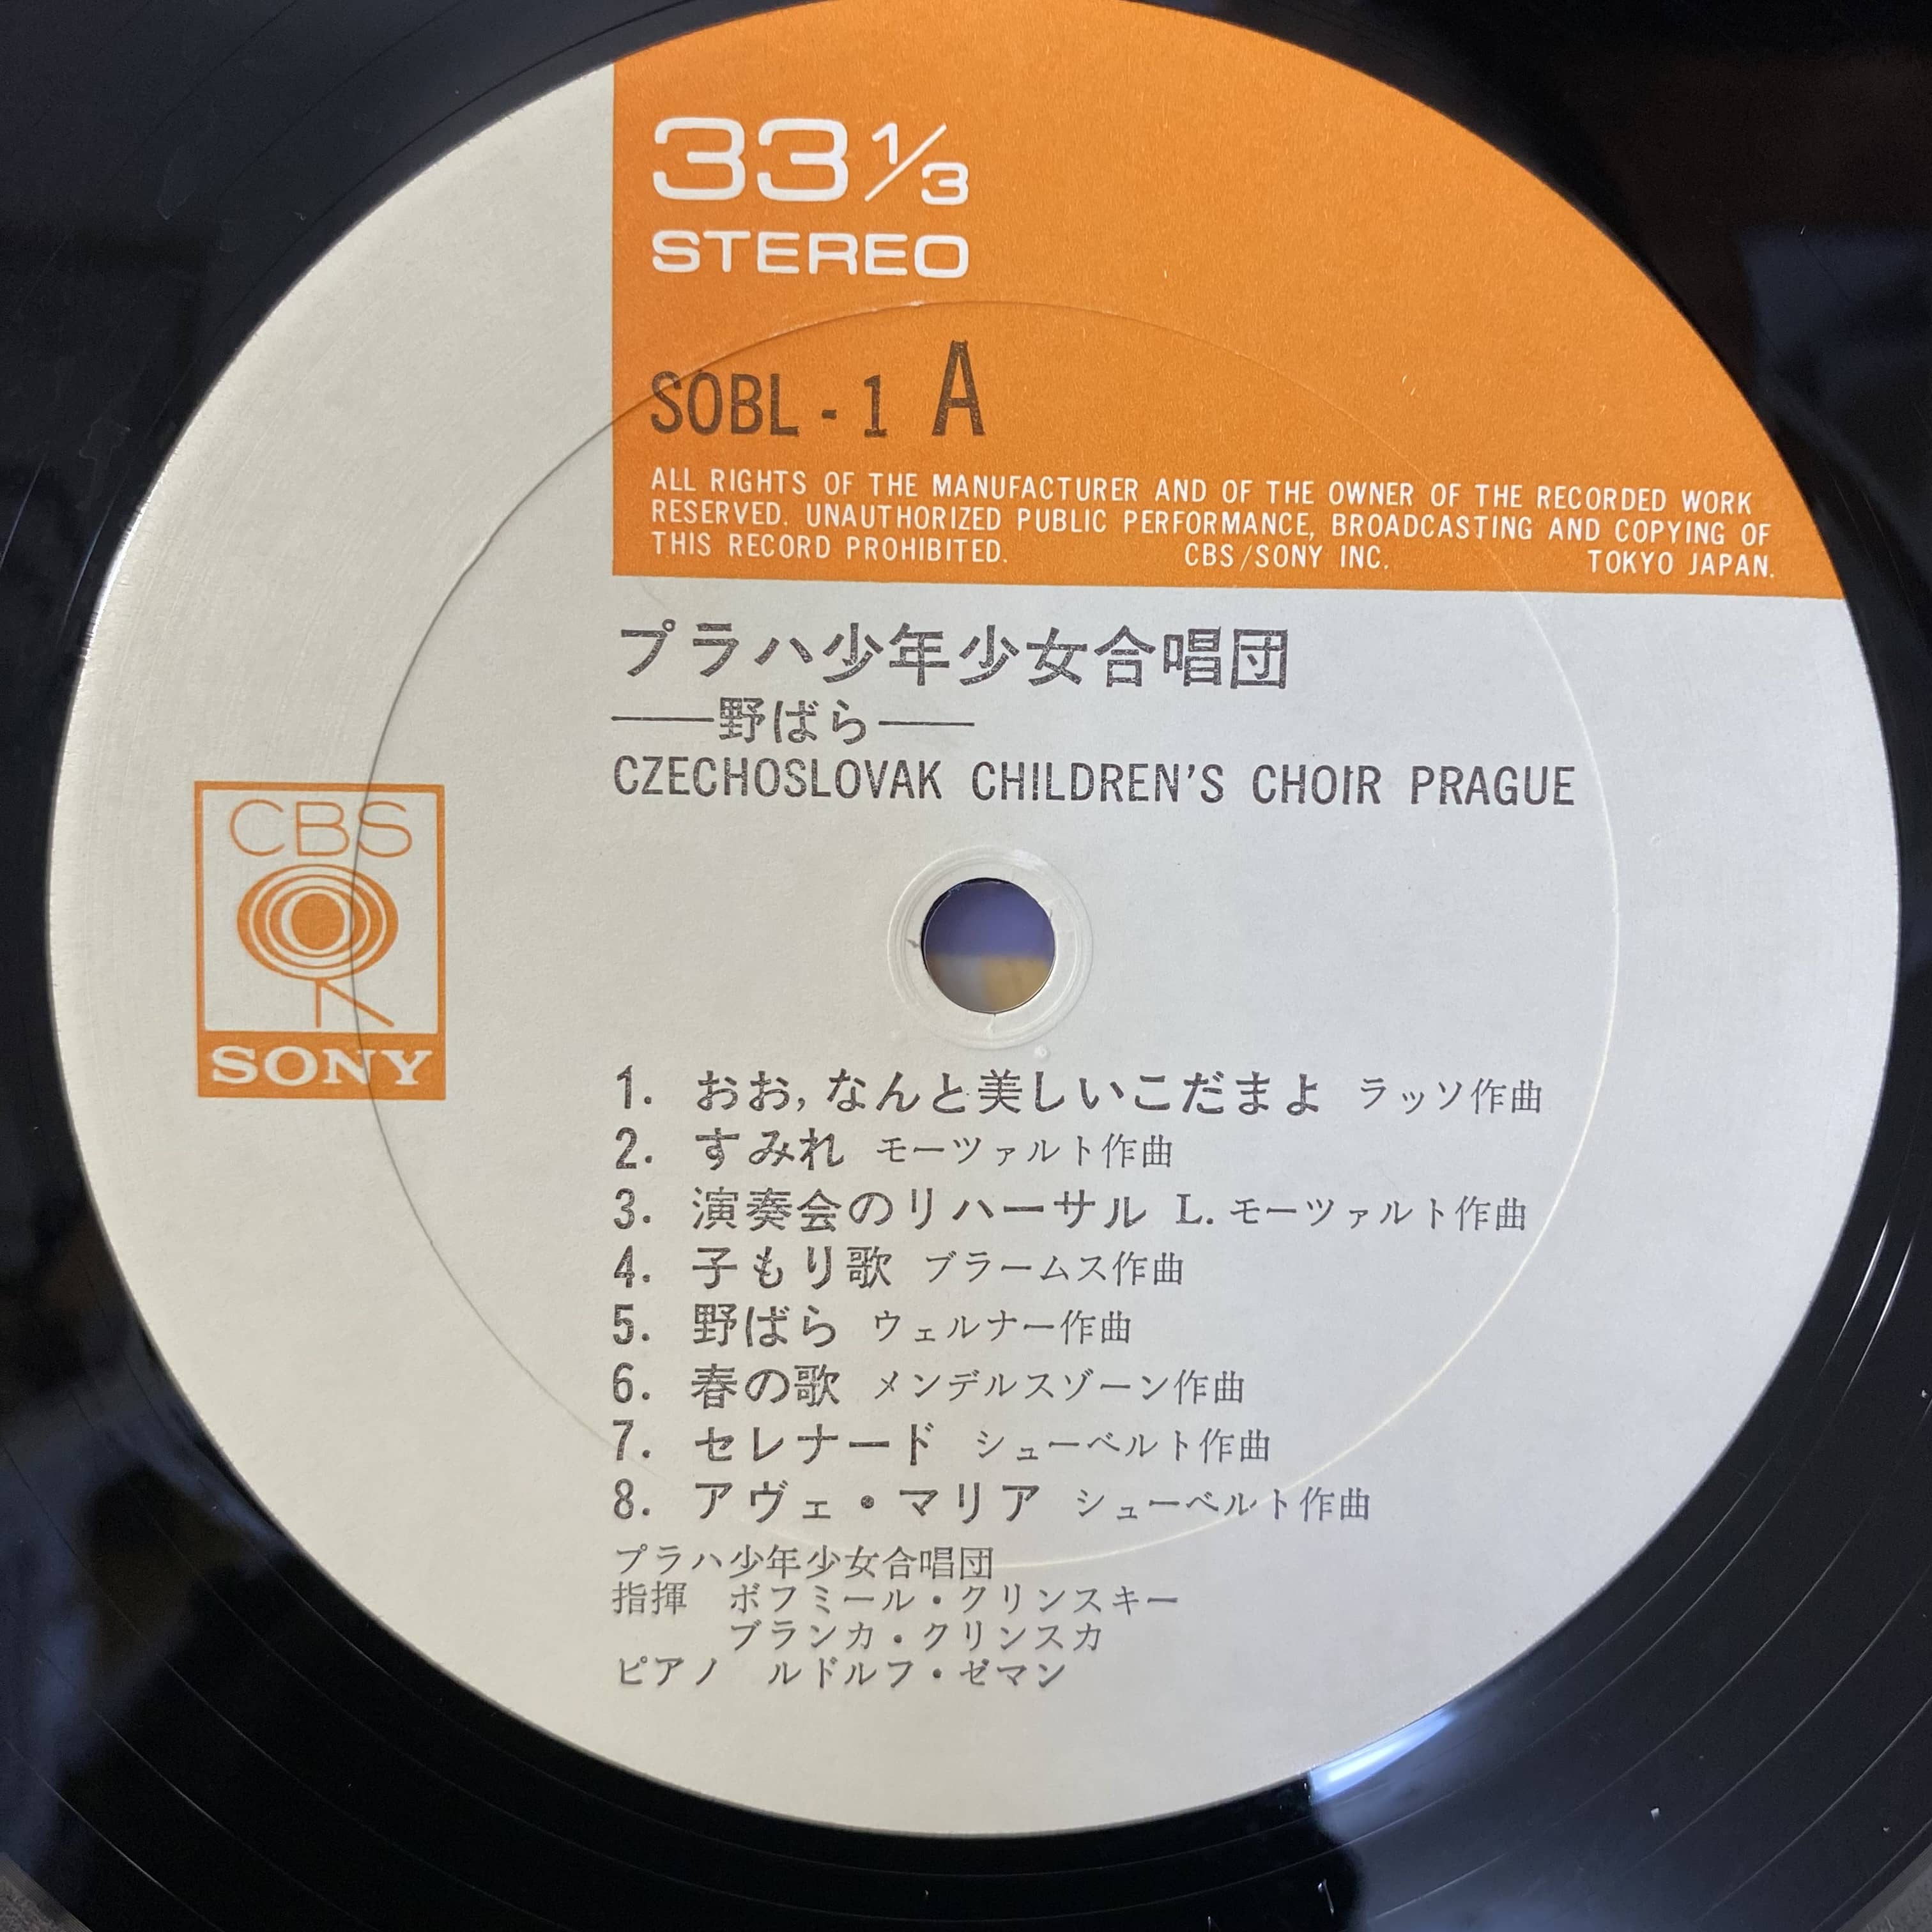 33 1/3
STEREO
SOBL - 1 A
ALL RIGHTS OF THE MANUFACTURER AND OF THE OWNER OF THE RECORDED WORK
RESERVED. UNAUTHORIZED PUBLIC PERFORMANCE, BROADCASTING AND COPYING OF
THIS RECORD PROHIBITED. CBS/SONY INC. TOKYO JAPAN.
プラハ少年少女合唱団
——野ばら——
CZECHOSLOVAK CHILDREN'S CHOIR PRAGUE
CBS
SONY
1. おお,なんと美しいこだまよ ラッソ作曲
2. すみれ モーツァルト作曲
3. 演奏会のリハーサル L.モーツァルト作曲
4. 子もり歌 ブラームス作曲
5. 野ばら ウェルナー作曲
6. 春の歌 メンデルスゾーン作曲
7. セレナード シューベルト作曲
8. アヴェ・マリア シューベルト作曲
プラハ少年少女合唱団
指揮 ボフミール・クリンスキー
ブランカ・クリンスカ
ピアノ ルドルフ・ゼマン